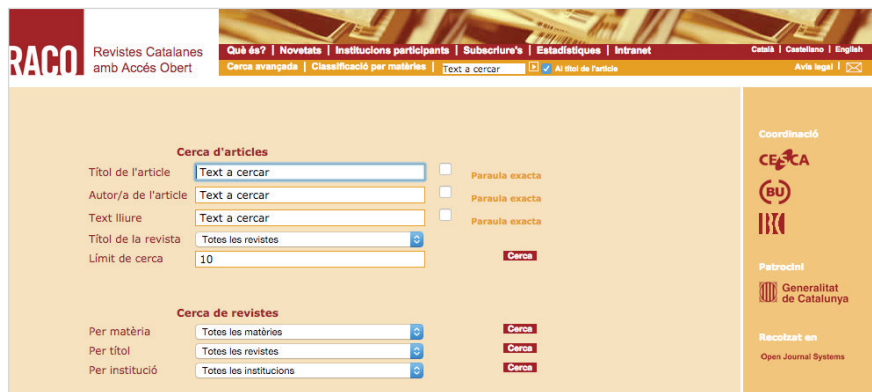 RACO
Revistes Catalanes
amb Accés Obert
Què és? | Novetats | Institucions participants | Subscriure's | Estadístiques | Intranet
Català | Castellano | English
Cerca avançada | Classificació per matèries | Text a cercar Al títol de l'article
Avís legal |
Cerca d'articles
Títol de l'article Text a cercar Paraula exacta
Autor/a de l'article Text a cercar Paraula exacta
Text lliure Text a cercar Paraula exacta
Títol de la revista Totes les revistes
Límit de cerca 10 Cerca
Cerca de revistes
Per matèria Totes les matèries Cerca
Per títol Totes les revistes Cerca
Per institució Totes les institucions Cerca
Coordinació
CESCA
BU
Patrocini
Generalitat
de Catalunya
Recolzat en
Open Journal Systems